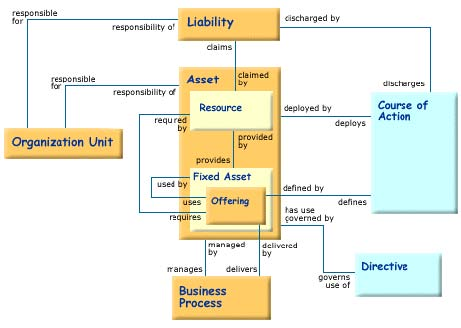 responsible
for
responsibility of
Liability
discharged by
claims
discharges
responsible
for
responsibility of
Asset
claimed
by
Resource
required
by
deployed by
deploys
Course of
Action
Organization Unit
provided
by
provides
Fixed Asset
used by
uses
requires
Offering
defined by
defines
has use
governed by
managed
by
delivered
by
manages
delivers
governs
use of
Directive
Business
Process